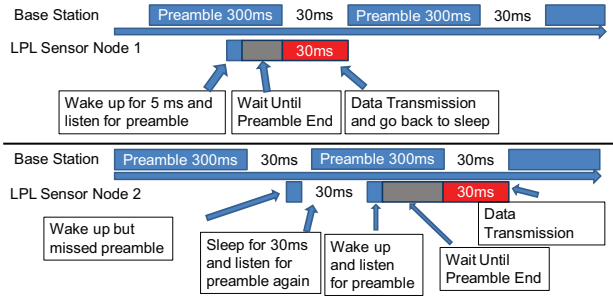 Base Station
Preamble 300ms
30ms
Preamble 300ms
30ms
LPL Sensor Node 1
30ms
Wake up for 5 ms and
listen for preamble
Wait Until
Preamble End
Data Transmission
and go back to sleep
Base Station
Preamble 300ms
30ms
Preamble 300ms
30ms
LPL Sensor Node 2
30ms
30ms
Wake up but
missed preamble
Sleep for 30ms
and listen for
preamble again
Wake up
and listen
for preamble
Wait Until
Preamble End
Data
Transmission